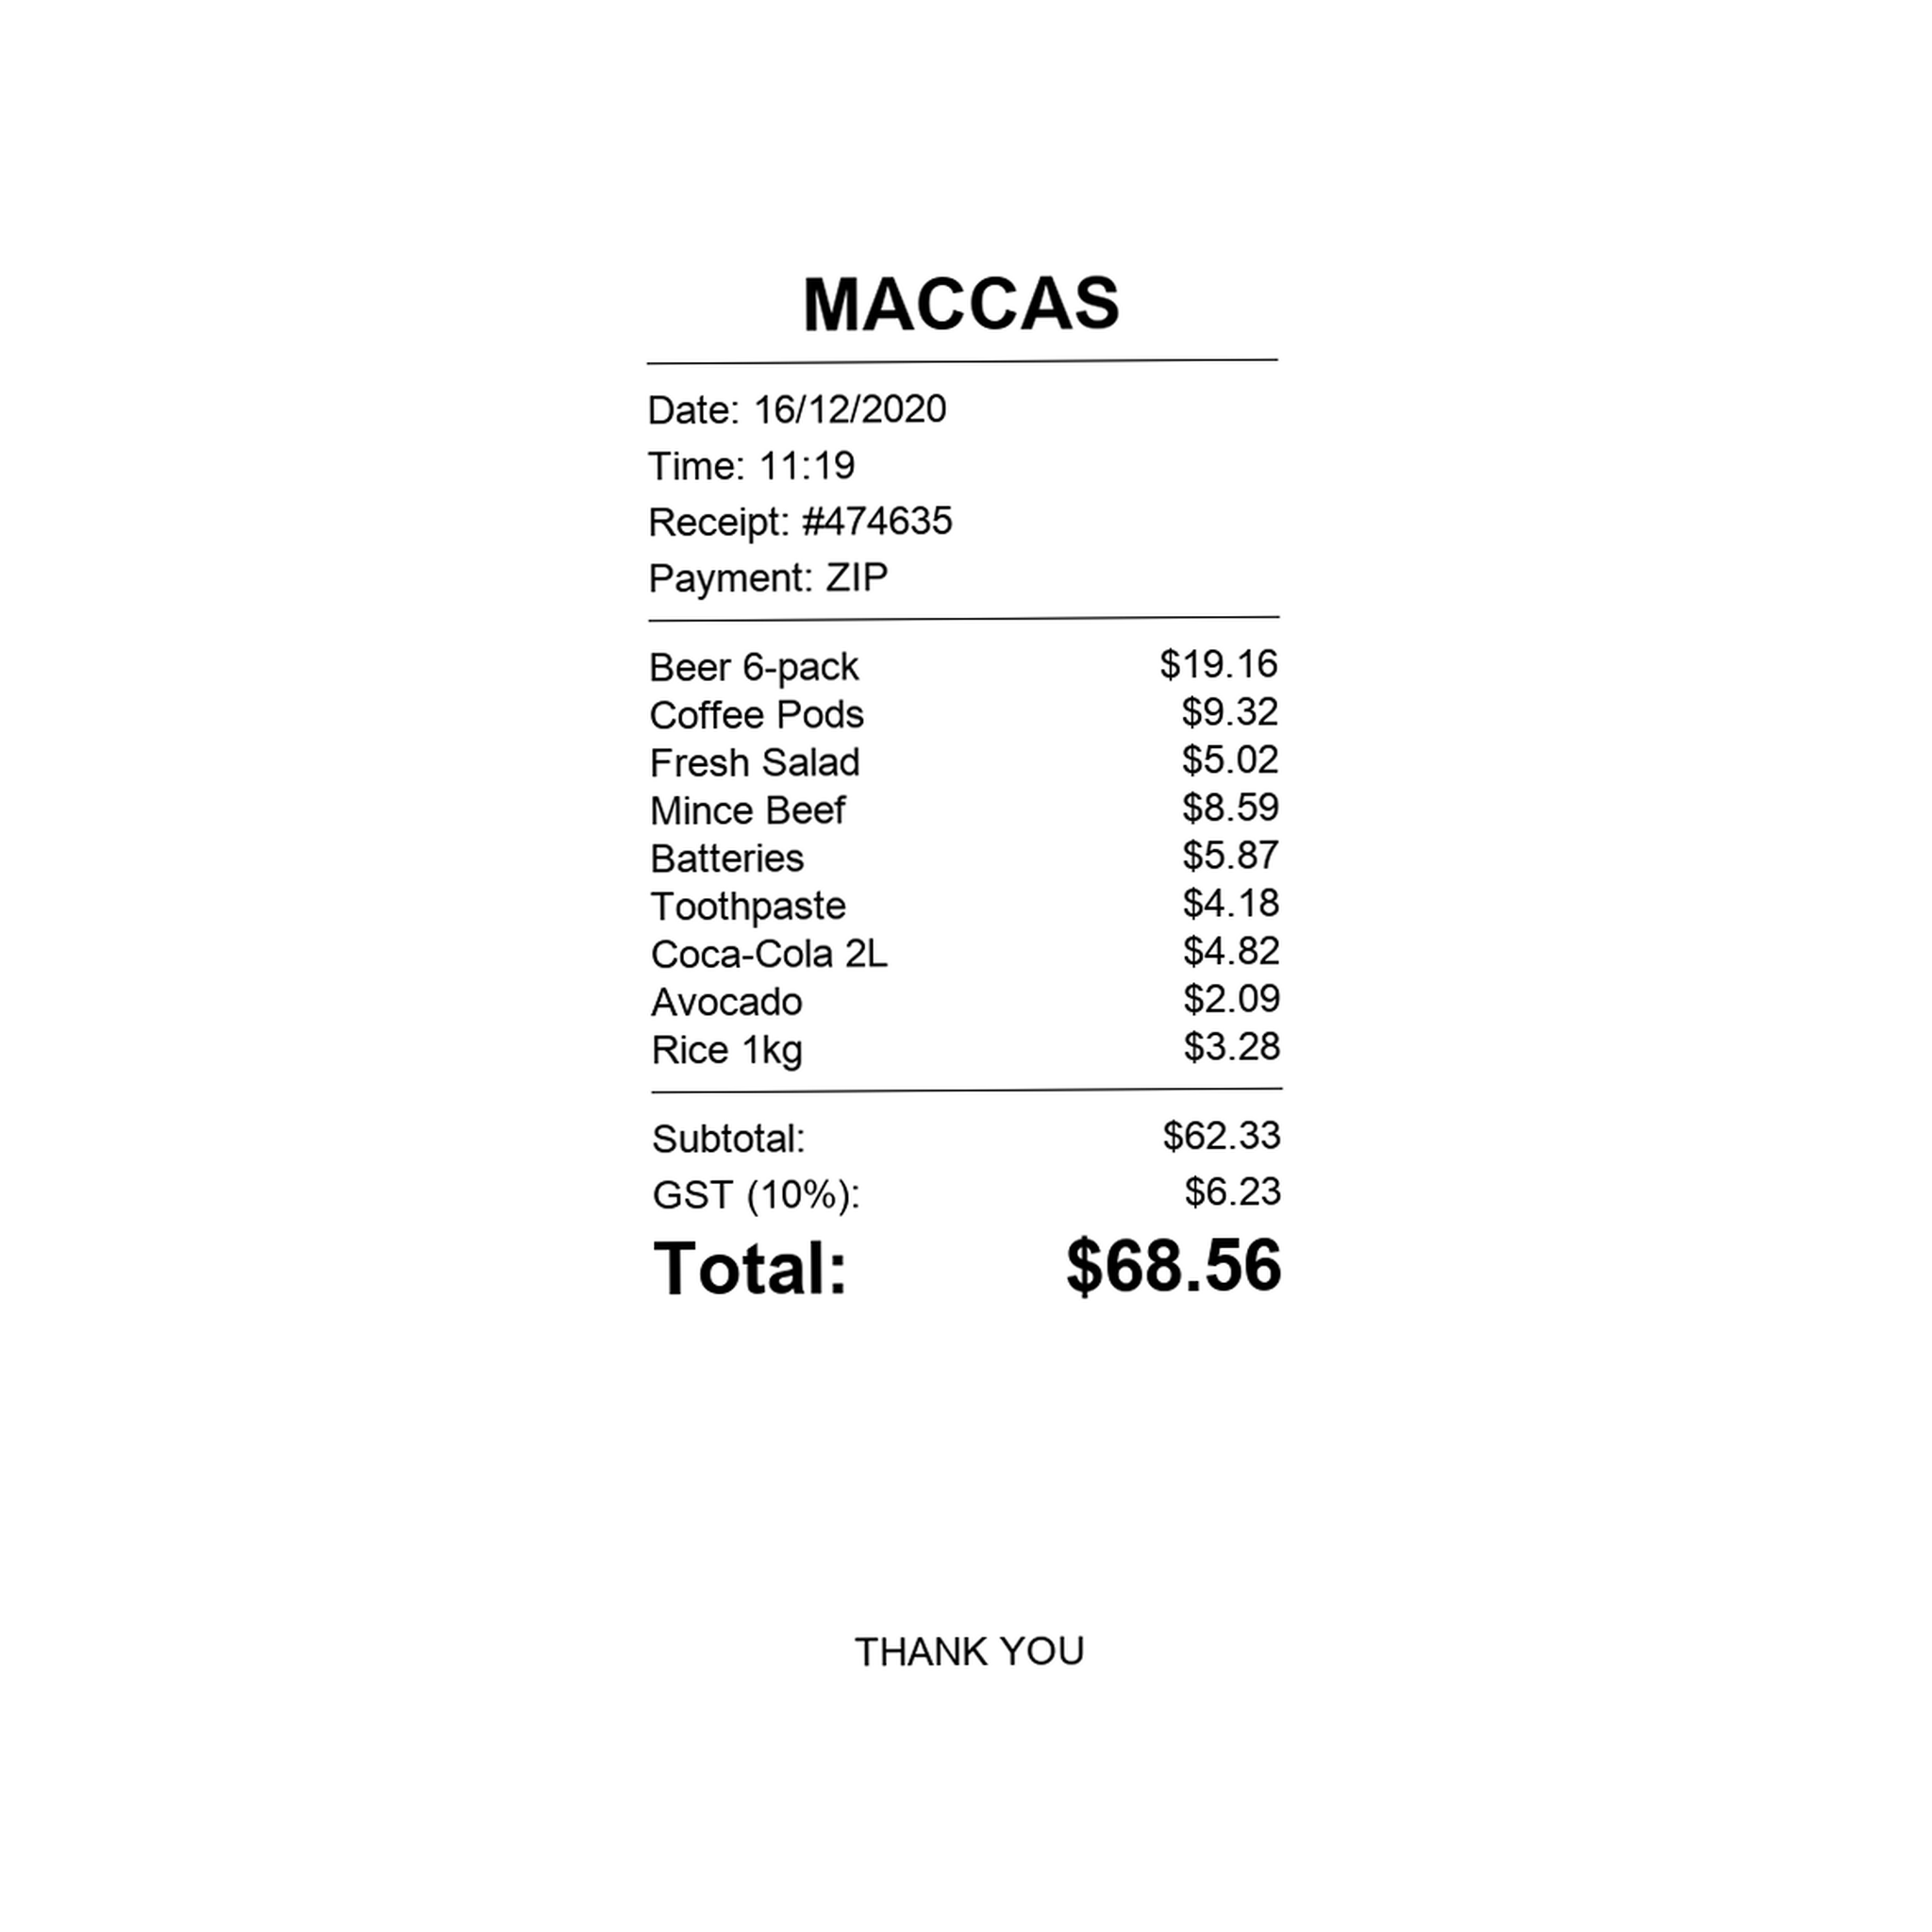 MACCAS
Date: 16/12/2020
Time: 11:19
Receipt: #474635
Payment: ZIP
Beer 6-pack $19.16
Coffee Pods $9.32
Fresh Salad $5.02
Mince Beef $8.59
Batteries $5.87
Toothpaste $4.18
Coca-Cola 2L $4.82
Avocado $2.09
Rice 1kg $3.28
Subtotal: $62.33
GST (10%): $6.23
Total: $68.56
THANK YOU